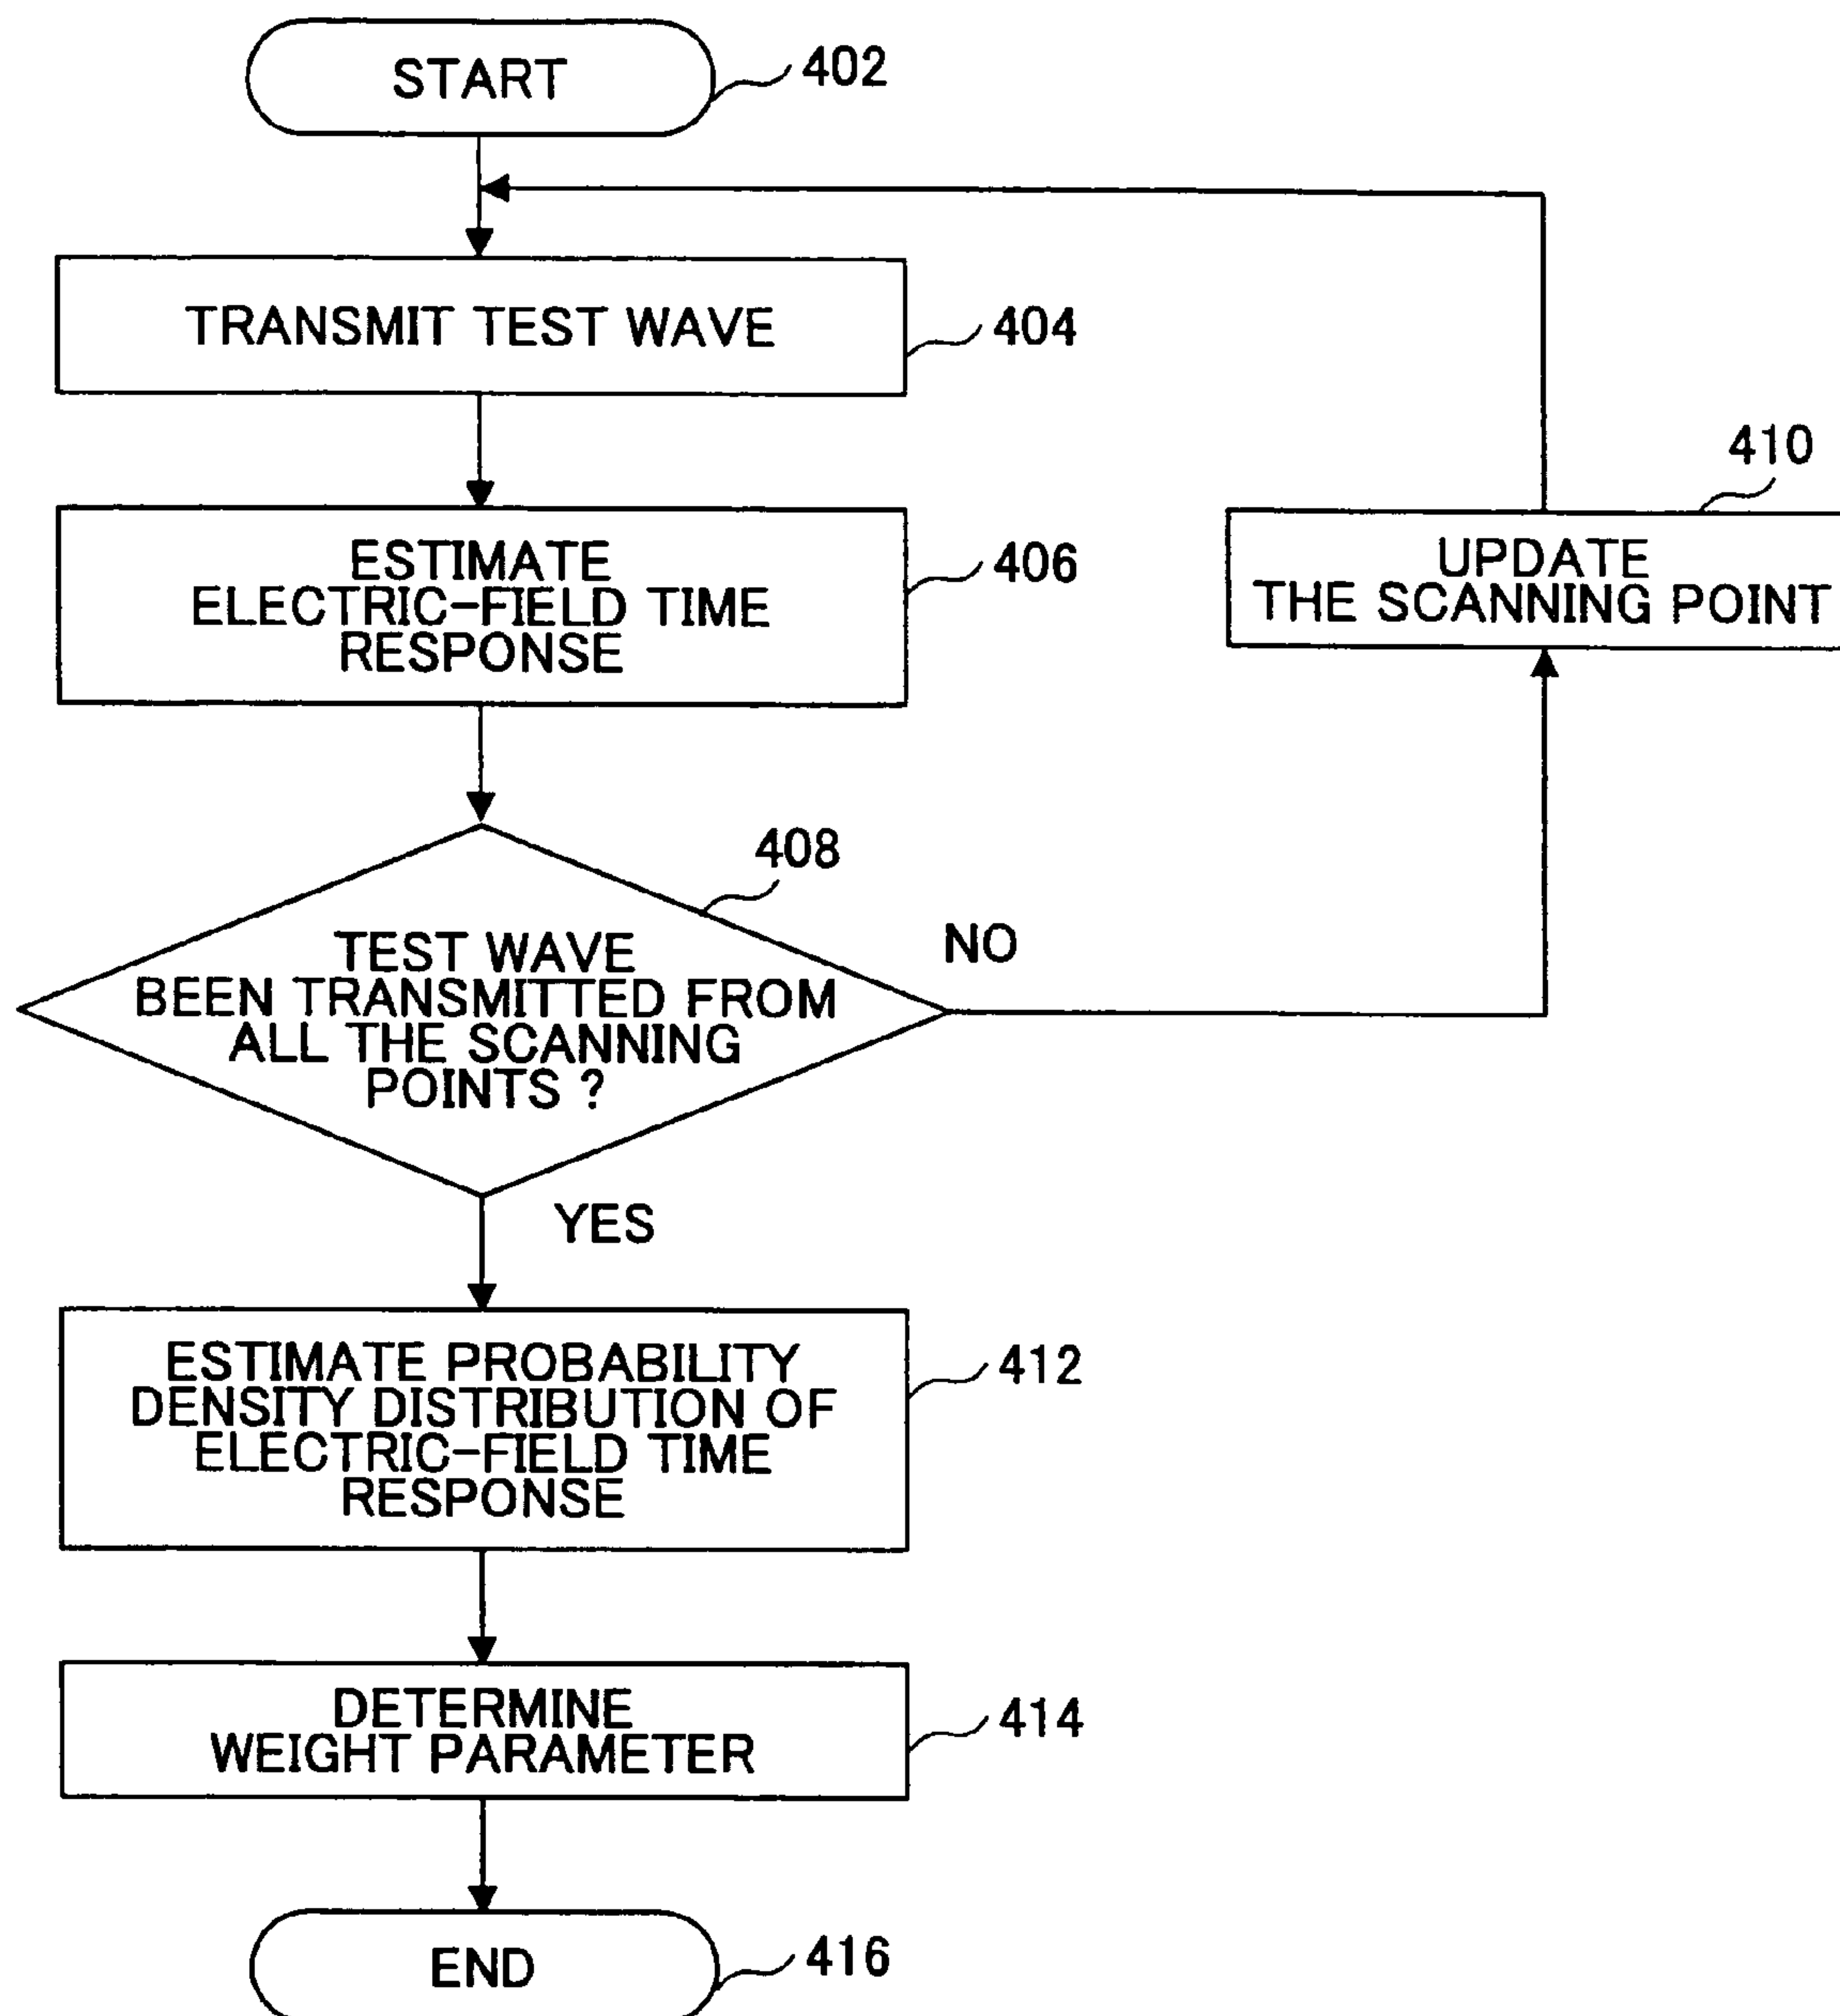 START
402
TRANSMIT TEST WAVE
404
ESTIMATE
ELECTRIC-FIELD TIME
RESPONSE
406
410
UPDATE
THE SCANNING POINT
408
TEST WAVE
BEEN TRANSMITTED FROM
ALL THE SCANNING
POINTS ?
NO
YES
ESTIMATE PROBABILITY
DENSITY DISTRIBUTION OF
ELECTRIC-FIELD TIME
RESPONSE
412
DETERMINE
WEIGHT PARAMETER
414
END
416